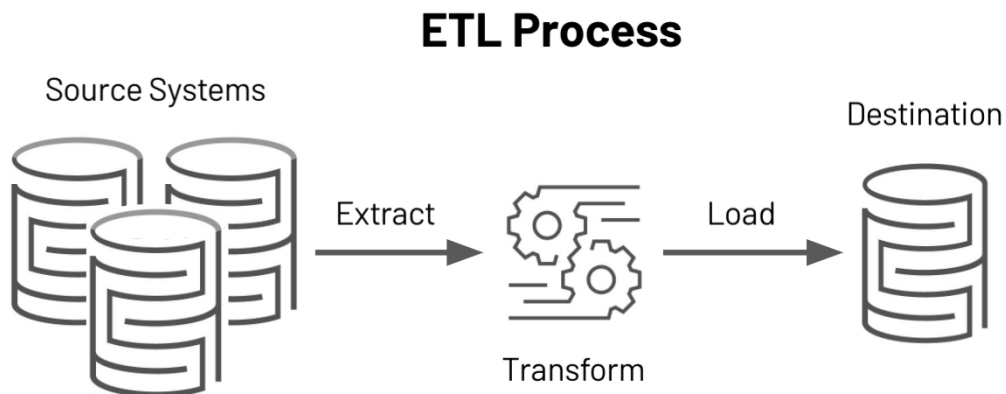 ETL Process
Source Systems
Destination
Extract
Load
Transform